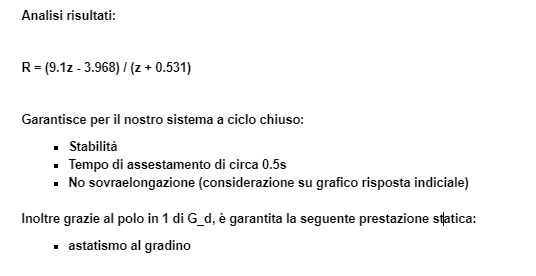 Analisi risultati:
R = (9.1z - 3.968) / (z + 0.531)
Garantisce per il nostro sistema a ciclo chiuso:
▪ Stabilità
▪ Tempo di assestamento di circa 0.5s
▪ No sovraelongazione (considerazione su grafico risposta indiciale)
Inoltre grazie al polo in 1 di G_d, è garantita la seguente prestazione statica:
▪ astatismo al gradino